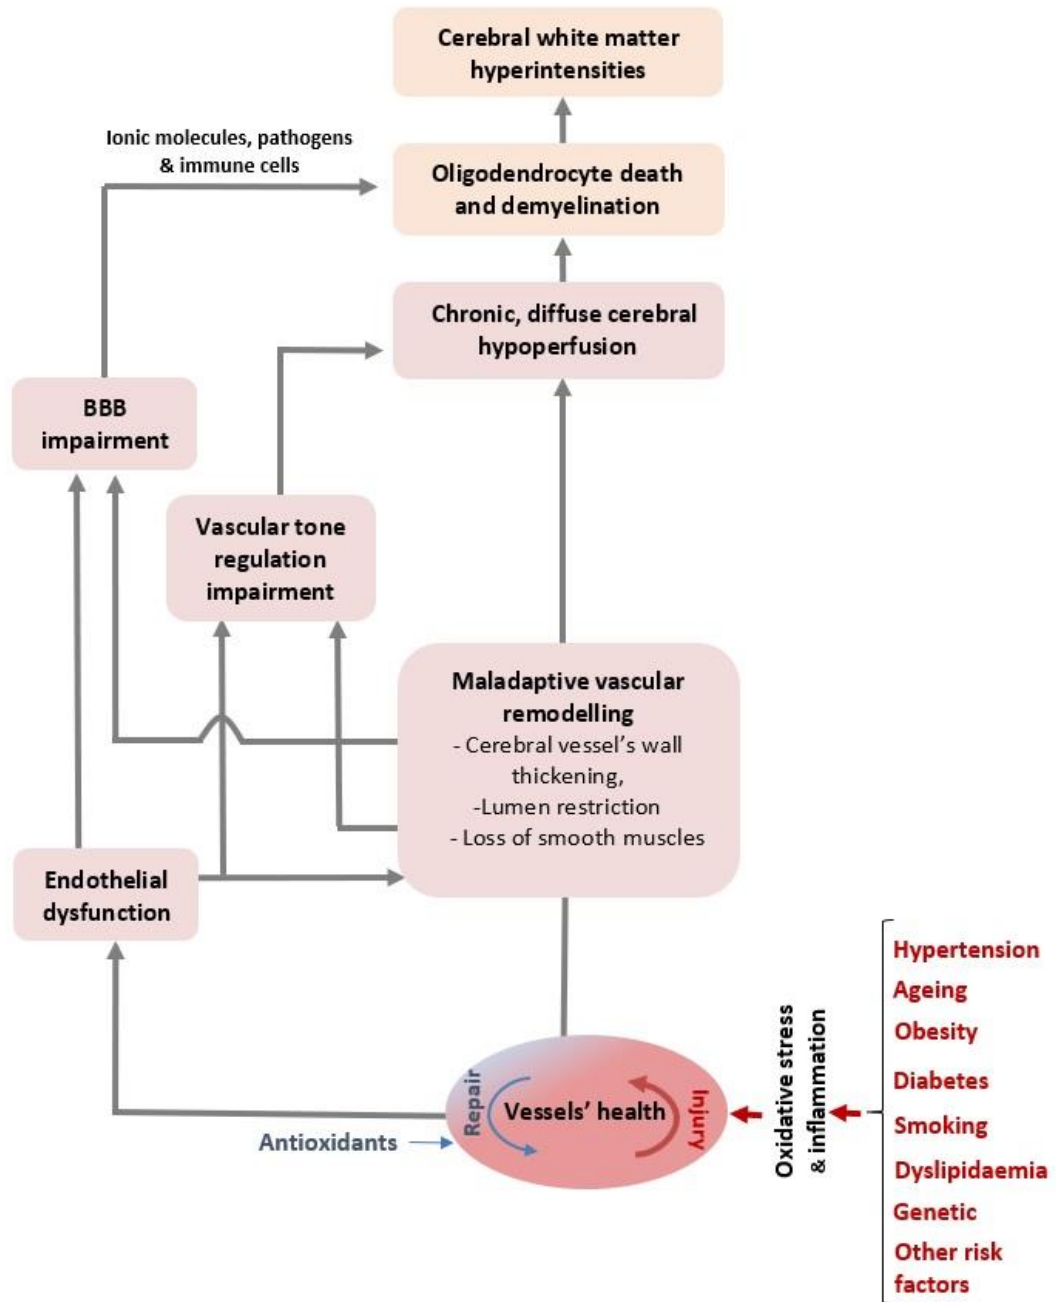 Cerebral white matter
hyperintensities
Ionic molecules, pathogens
& immune cells
Oligodendrocyte death
and demyelination
Chronic, diffuse cerebral
hypoperfusion
BBB
impairment
Vascular tone
regulation
impairment
Maladaptive vascular
remodelling
- Cerebral vessel’s wall
thickening,
-Lumen restriction
- Loss of smooth muscles
Endothelial
dysfunction
Repair
Vessels’ health
Injury
Antioxidants
Oxidative stress
& inflammation
Hypertension
Ageing
Obesity
Diabetes
Smoking
Dyslipidaemia
Genetic
Other risk
factors